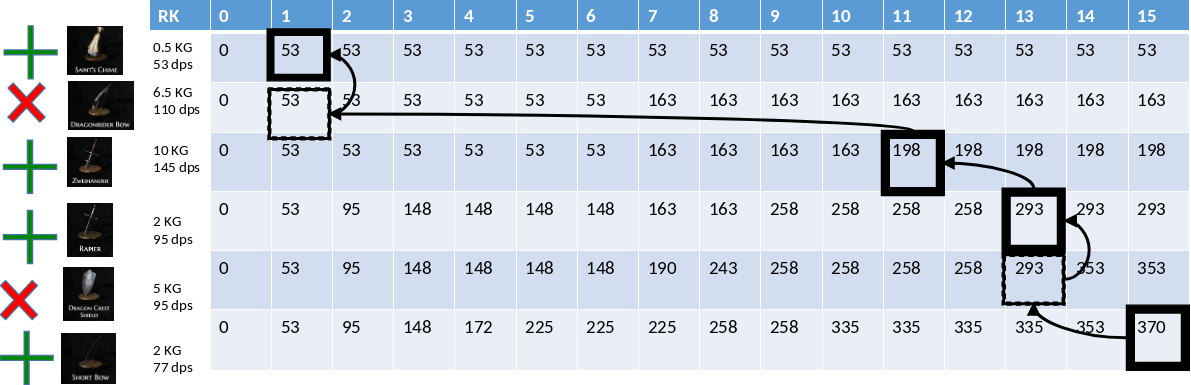 RK 0 1 2 3 4 5 6 7 8 9 10 11 12 13 14 15
Saint's Chime
0.5 KG
53 dps
0 53 53 53 53 53 53 53 53 53 53 53 53 53 53 53
Dragonrider Bow
6.5 KG
110 dps
0 53 53 53 53 53 53 163 163 163 163 163 163 163 163 163
Zweihander
10 KG
145 dps
0 53 53 53 53 53 53 163 163 163 163 198 198 198 198 198
Rapier
2 KG
95 dps
0 53 95 148 148 148 148 163 163 258 258 258 258 293 293 293
Dragon Crest
Shield
5 KG
95 dps
0 53 95 148 148 148 148 190 243 258 258 258 258 293 353 353
Short Bow
2 KG
77 dps
0 53 95 148 172 225 225 225 258 258 335 335 335 335 353 370